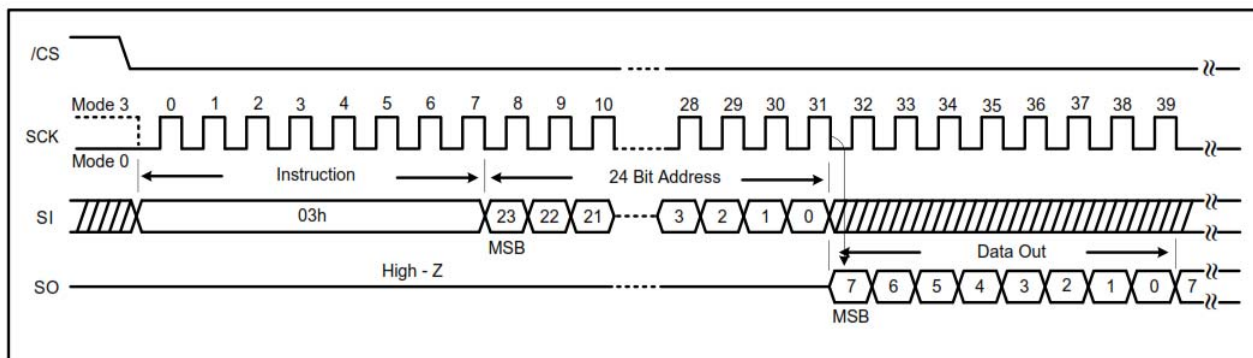 /CS
Mode 3 0 1 2 3 4 5 6 7 8 9 10 28 29 30 31 32 33 34 35 36 37 38 39
SCK
Mode 0
Instruction 24 Bit Address
SI 03h 23 22 21 3 2 1 0
MSB Data Out
High - Z
SO 7 6 5 4 3 2 1 0 7
MSB